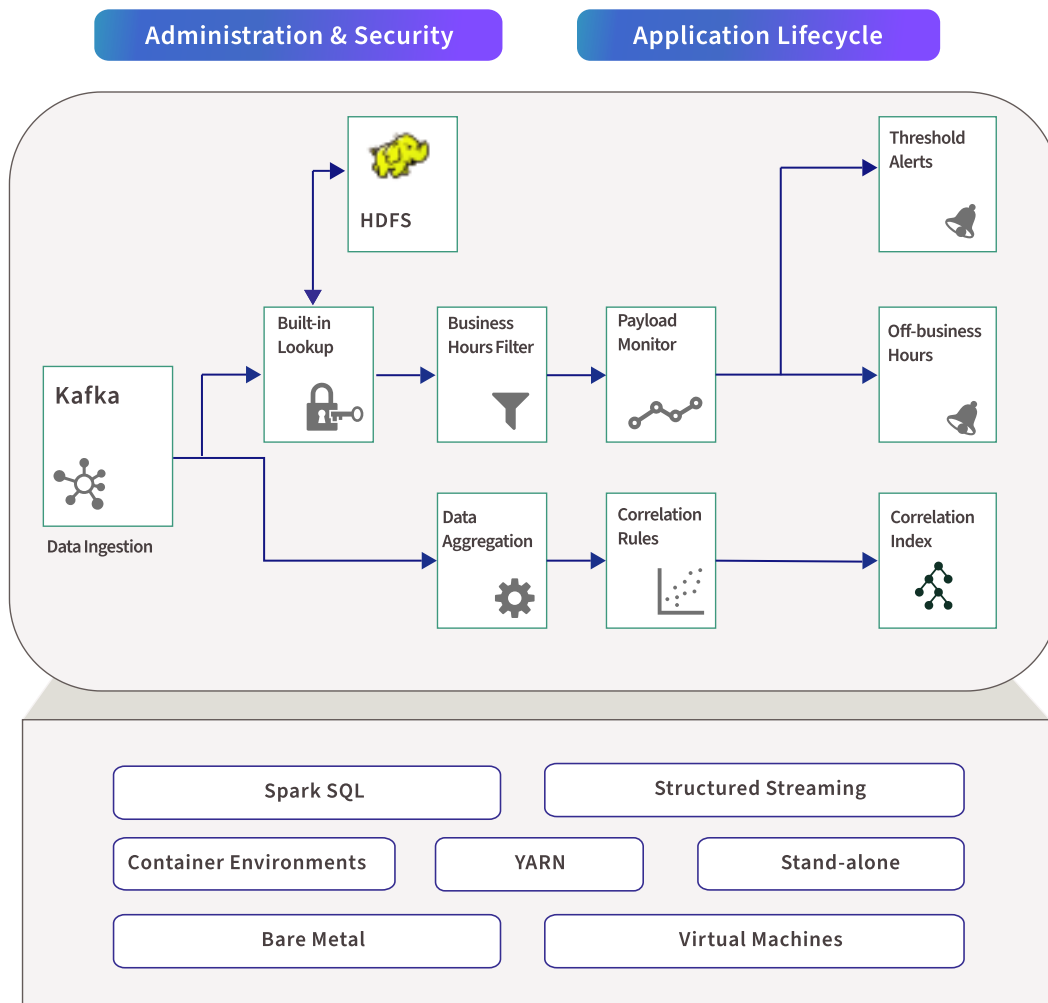 Administration & Security
Application Lifecycle
HDFS
Threshold
Alerts
Built-in
Lookup
Business
Hours Filter
Payload
Monitor
Off-business
Hours
Kafka
Data Ingestion
Data
Aggregation
Correlation
Rules
Correlation
Index
Spark SQL
Structured Streaming
Container Environments
YARN
Stand-alone
Bare Metal
Virtual Machines